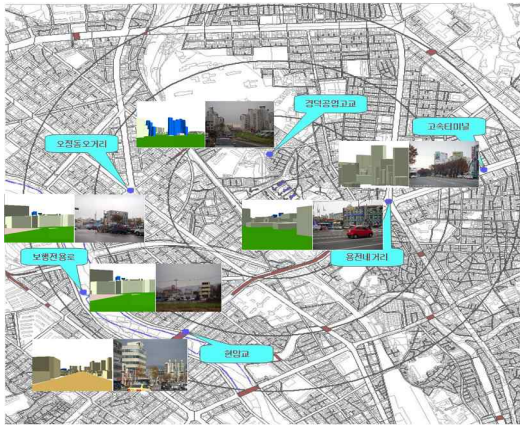 경덕공업고교
고속터미널
오정동오거리
용전네거리
보행전용로
현암교